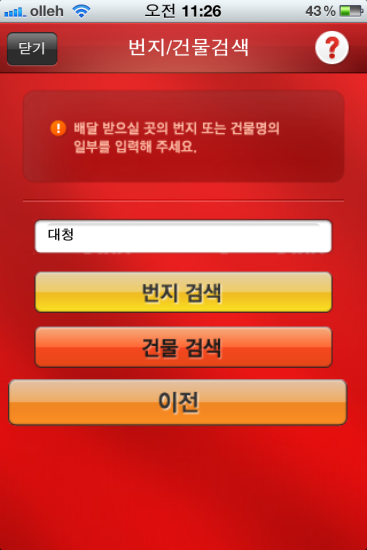 olleh 오전 11:26 43%
닫기 번지/건물검색 ?
! 배달 받으실 곳의 번지 또는 건물명의
일부를 입력해 주세요.
대청
번지 검색
건물 검색
이전